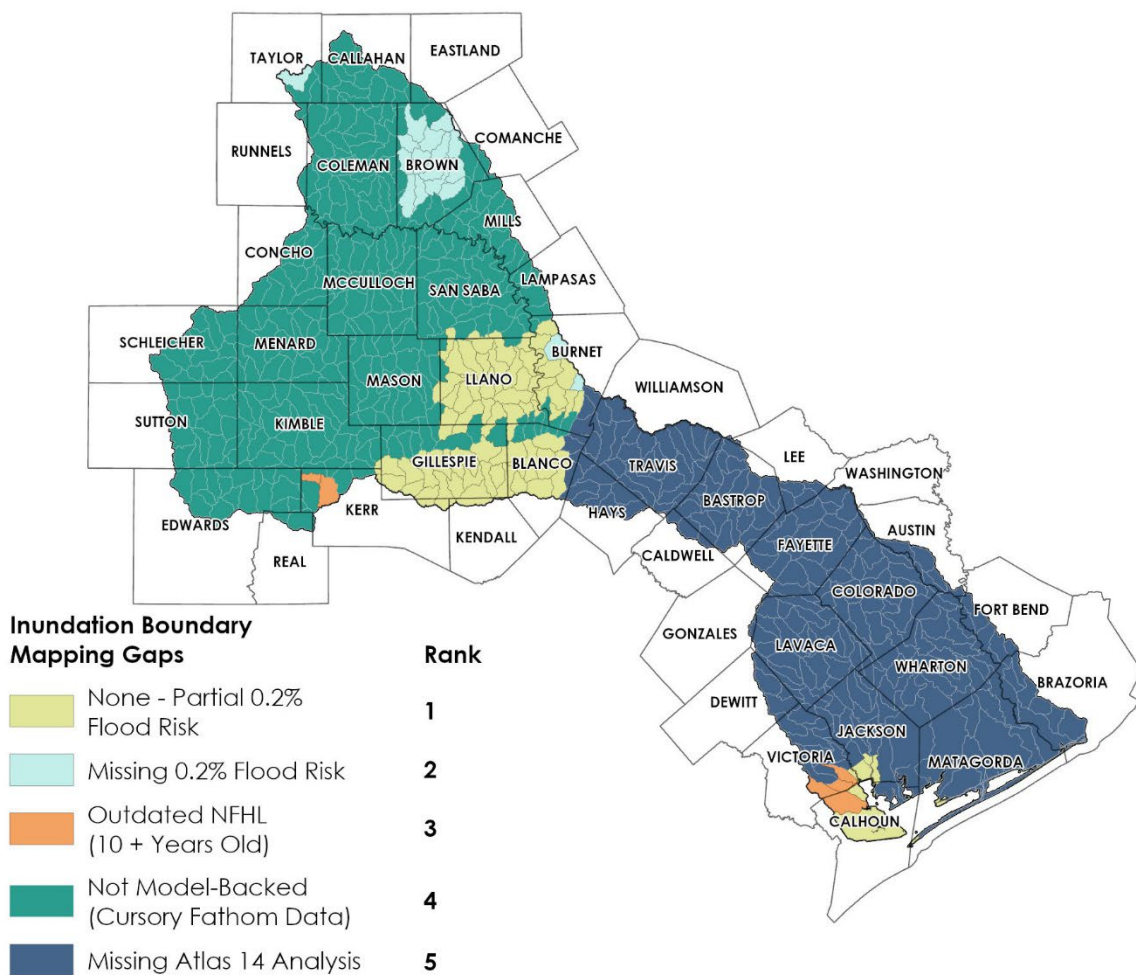 EASTLAND
TAYLOR
CALLAHAN
COMANCHE
RUNNELS
COLEMAN
BROWN
MILLS
CONCHO
MCCULLOCH
SAN SABA
LAMPASAS
SCHLEICHER
MENARD
BURNET
MASON
LLANO
WILLIAMSON
SUTTON
KIMBLE
GILLESPIE
BLANCO
TRAVIS
LEE
WASHINGTON
BASTROP
EDWARDS
KERR
HAYS
AUSTIN
KENDALL
FAYETTE
REAL
CALDWELL
COLORADO
FORT BEND
GONZALES
LAVACA
WHARTON
BRAZORIA
DEWITT
JACKSON
VICTORIA
MATAGORDA
CALHOUN
Inundation Boundary
Mapping Gaps Rank
None - Partial 0.2% 1
Flood Risk
Missing 0.2% Flood Risk 2
Outdated NFHL 3
(10 + Years Old)
Not Model-Backed 4
(Cursory Fathom Data)
Missing Atlas 14 Analysis 5